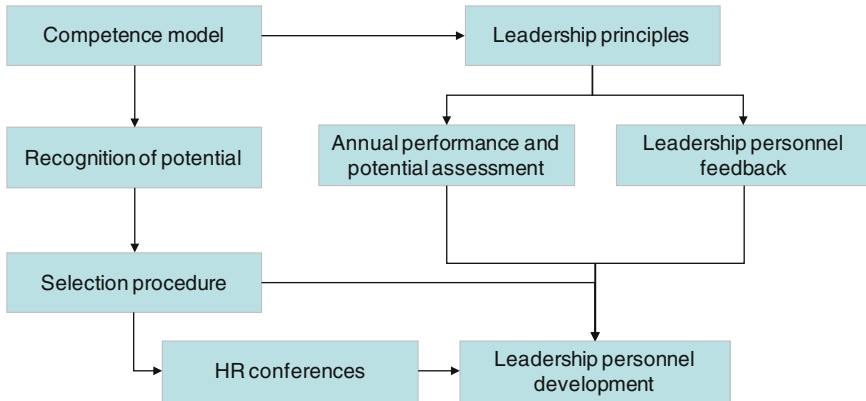 Competence model
Leadership principles
Recognition of potential
Annual performance and
potential assessment
Leadership personnel
feedback
Selection procedure
HR conferences
Leadership personnel
development